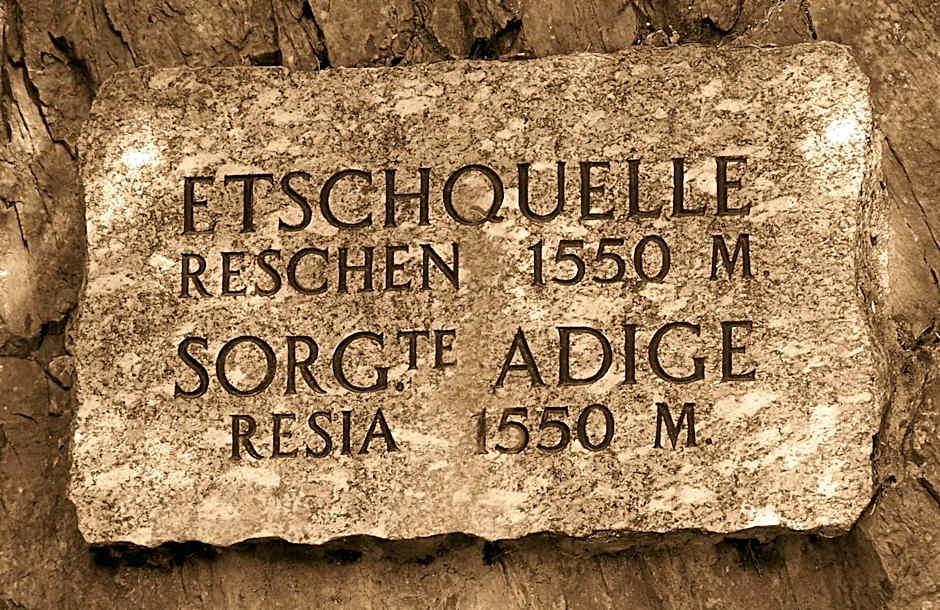 ETSCHQUELLE
RESCHEN 1550 M.
SORG.TE ADIGE
RESIA 1550 M.